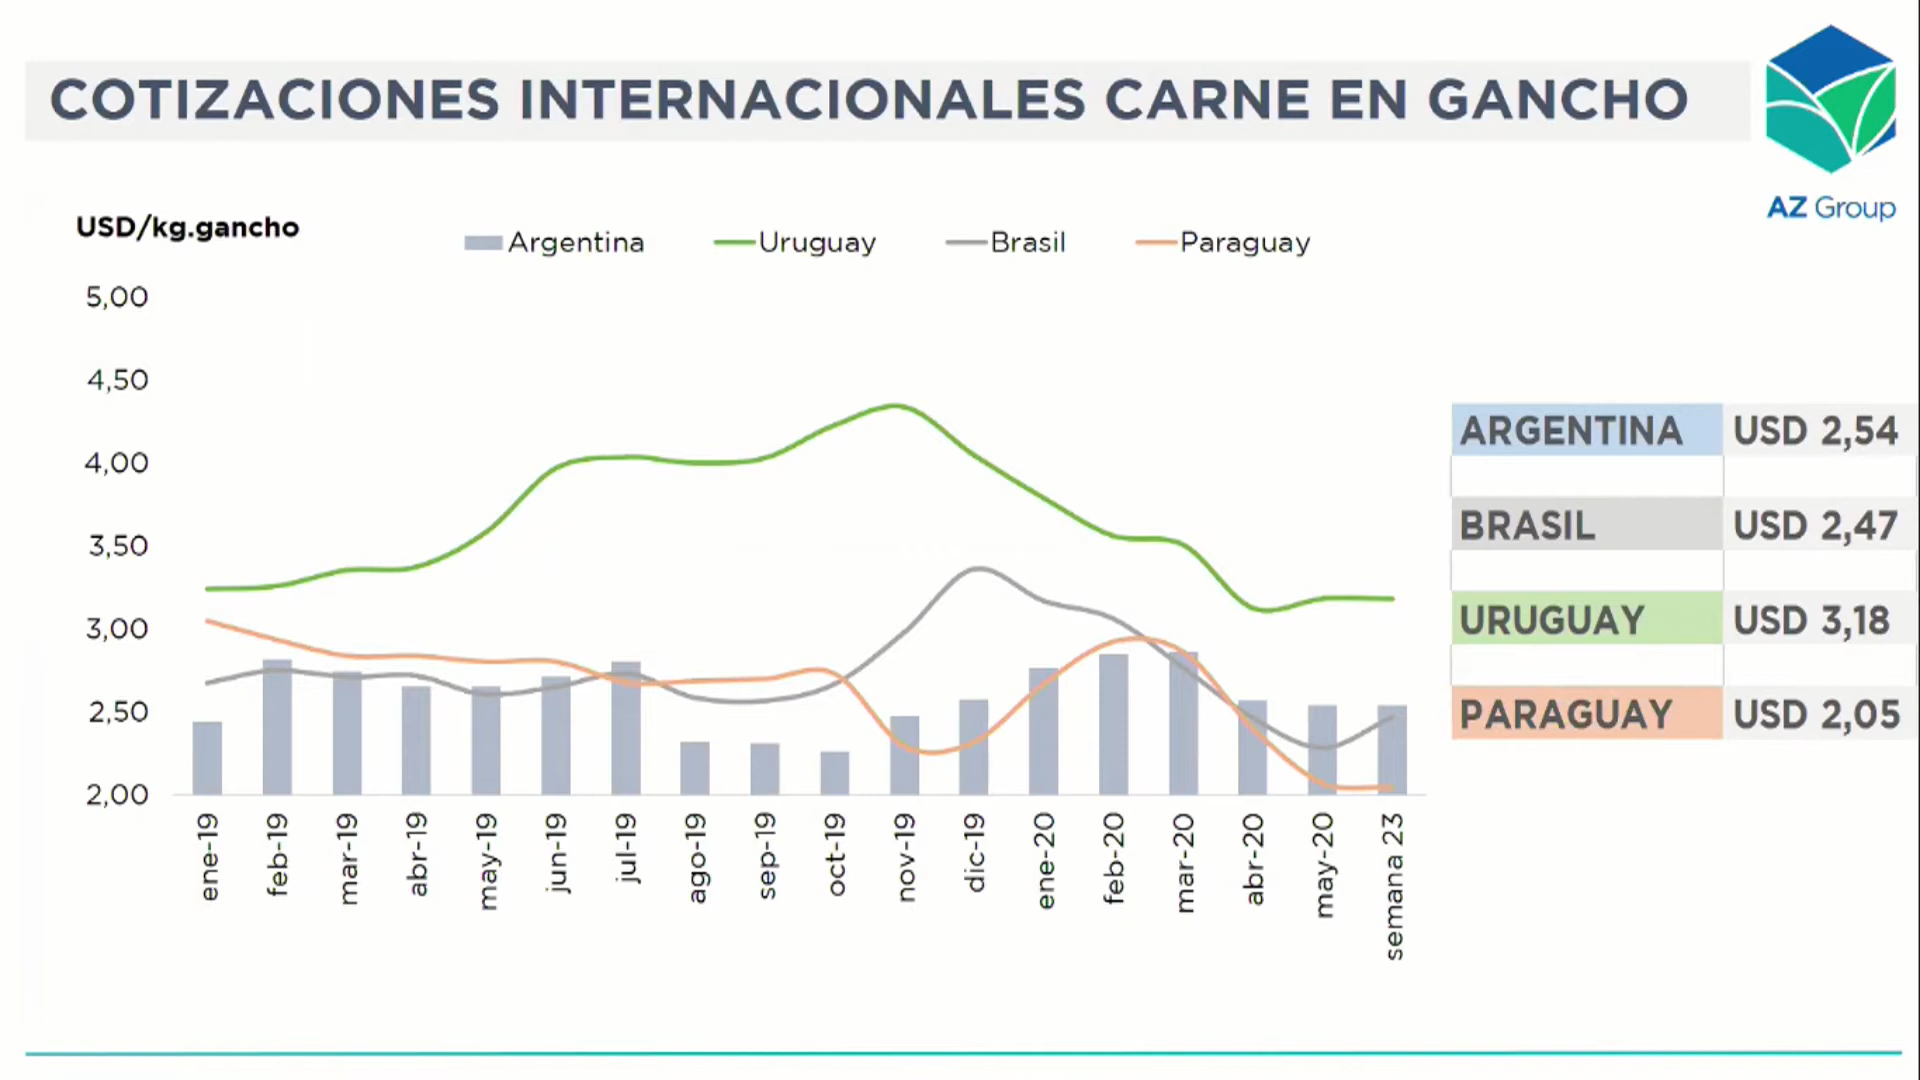 COTIZACIONES INTERNACIONALES CARNE EN GANCHO
AZ Group
USD/kg.gancho
Argentina
Uruguay
Brasil
Paraguay
5,00
4,50
4,00
3,50
3,00
2,50
2,00
ene-19
feb-19
mar-19
abr-19
may-19
jun-19
jul-19
ago-19
sep-19
oct-19
nov-19
dic-19
ene-20
feb-20
mar-20
abr-20
may-20
semana 23
ARGENTINA USD 2,54
BRASIL USD 2,47
URUGUAY USD 3,18
PARAGUAY USD 2,05